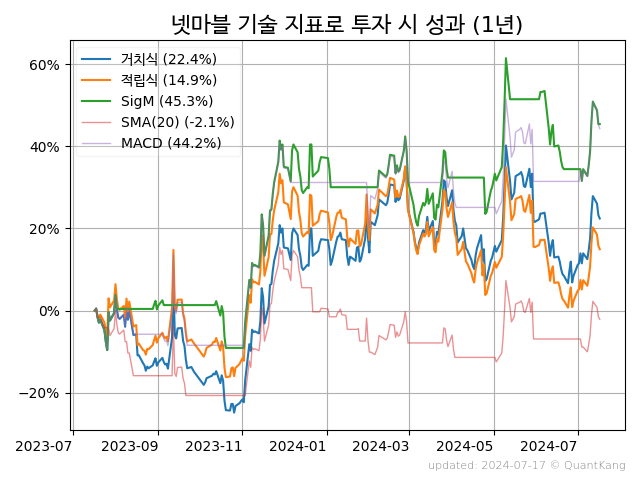 넷마블 기술 지표로 투자 시 성과 (1년)
거치식 (22.4%)
적립식 (14.9%)
SigM (45.3%)
SMA(20) (-2.1%)
MACD (44.2%)
60%
40%
20%
0%
−20%
2023-07 2023-09 2023-11 2024-01 2024-03 2024-05 2024-07
updated: 2024-07-17 © QuantKang